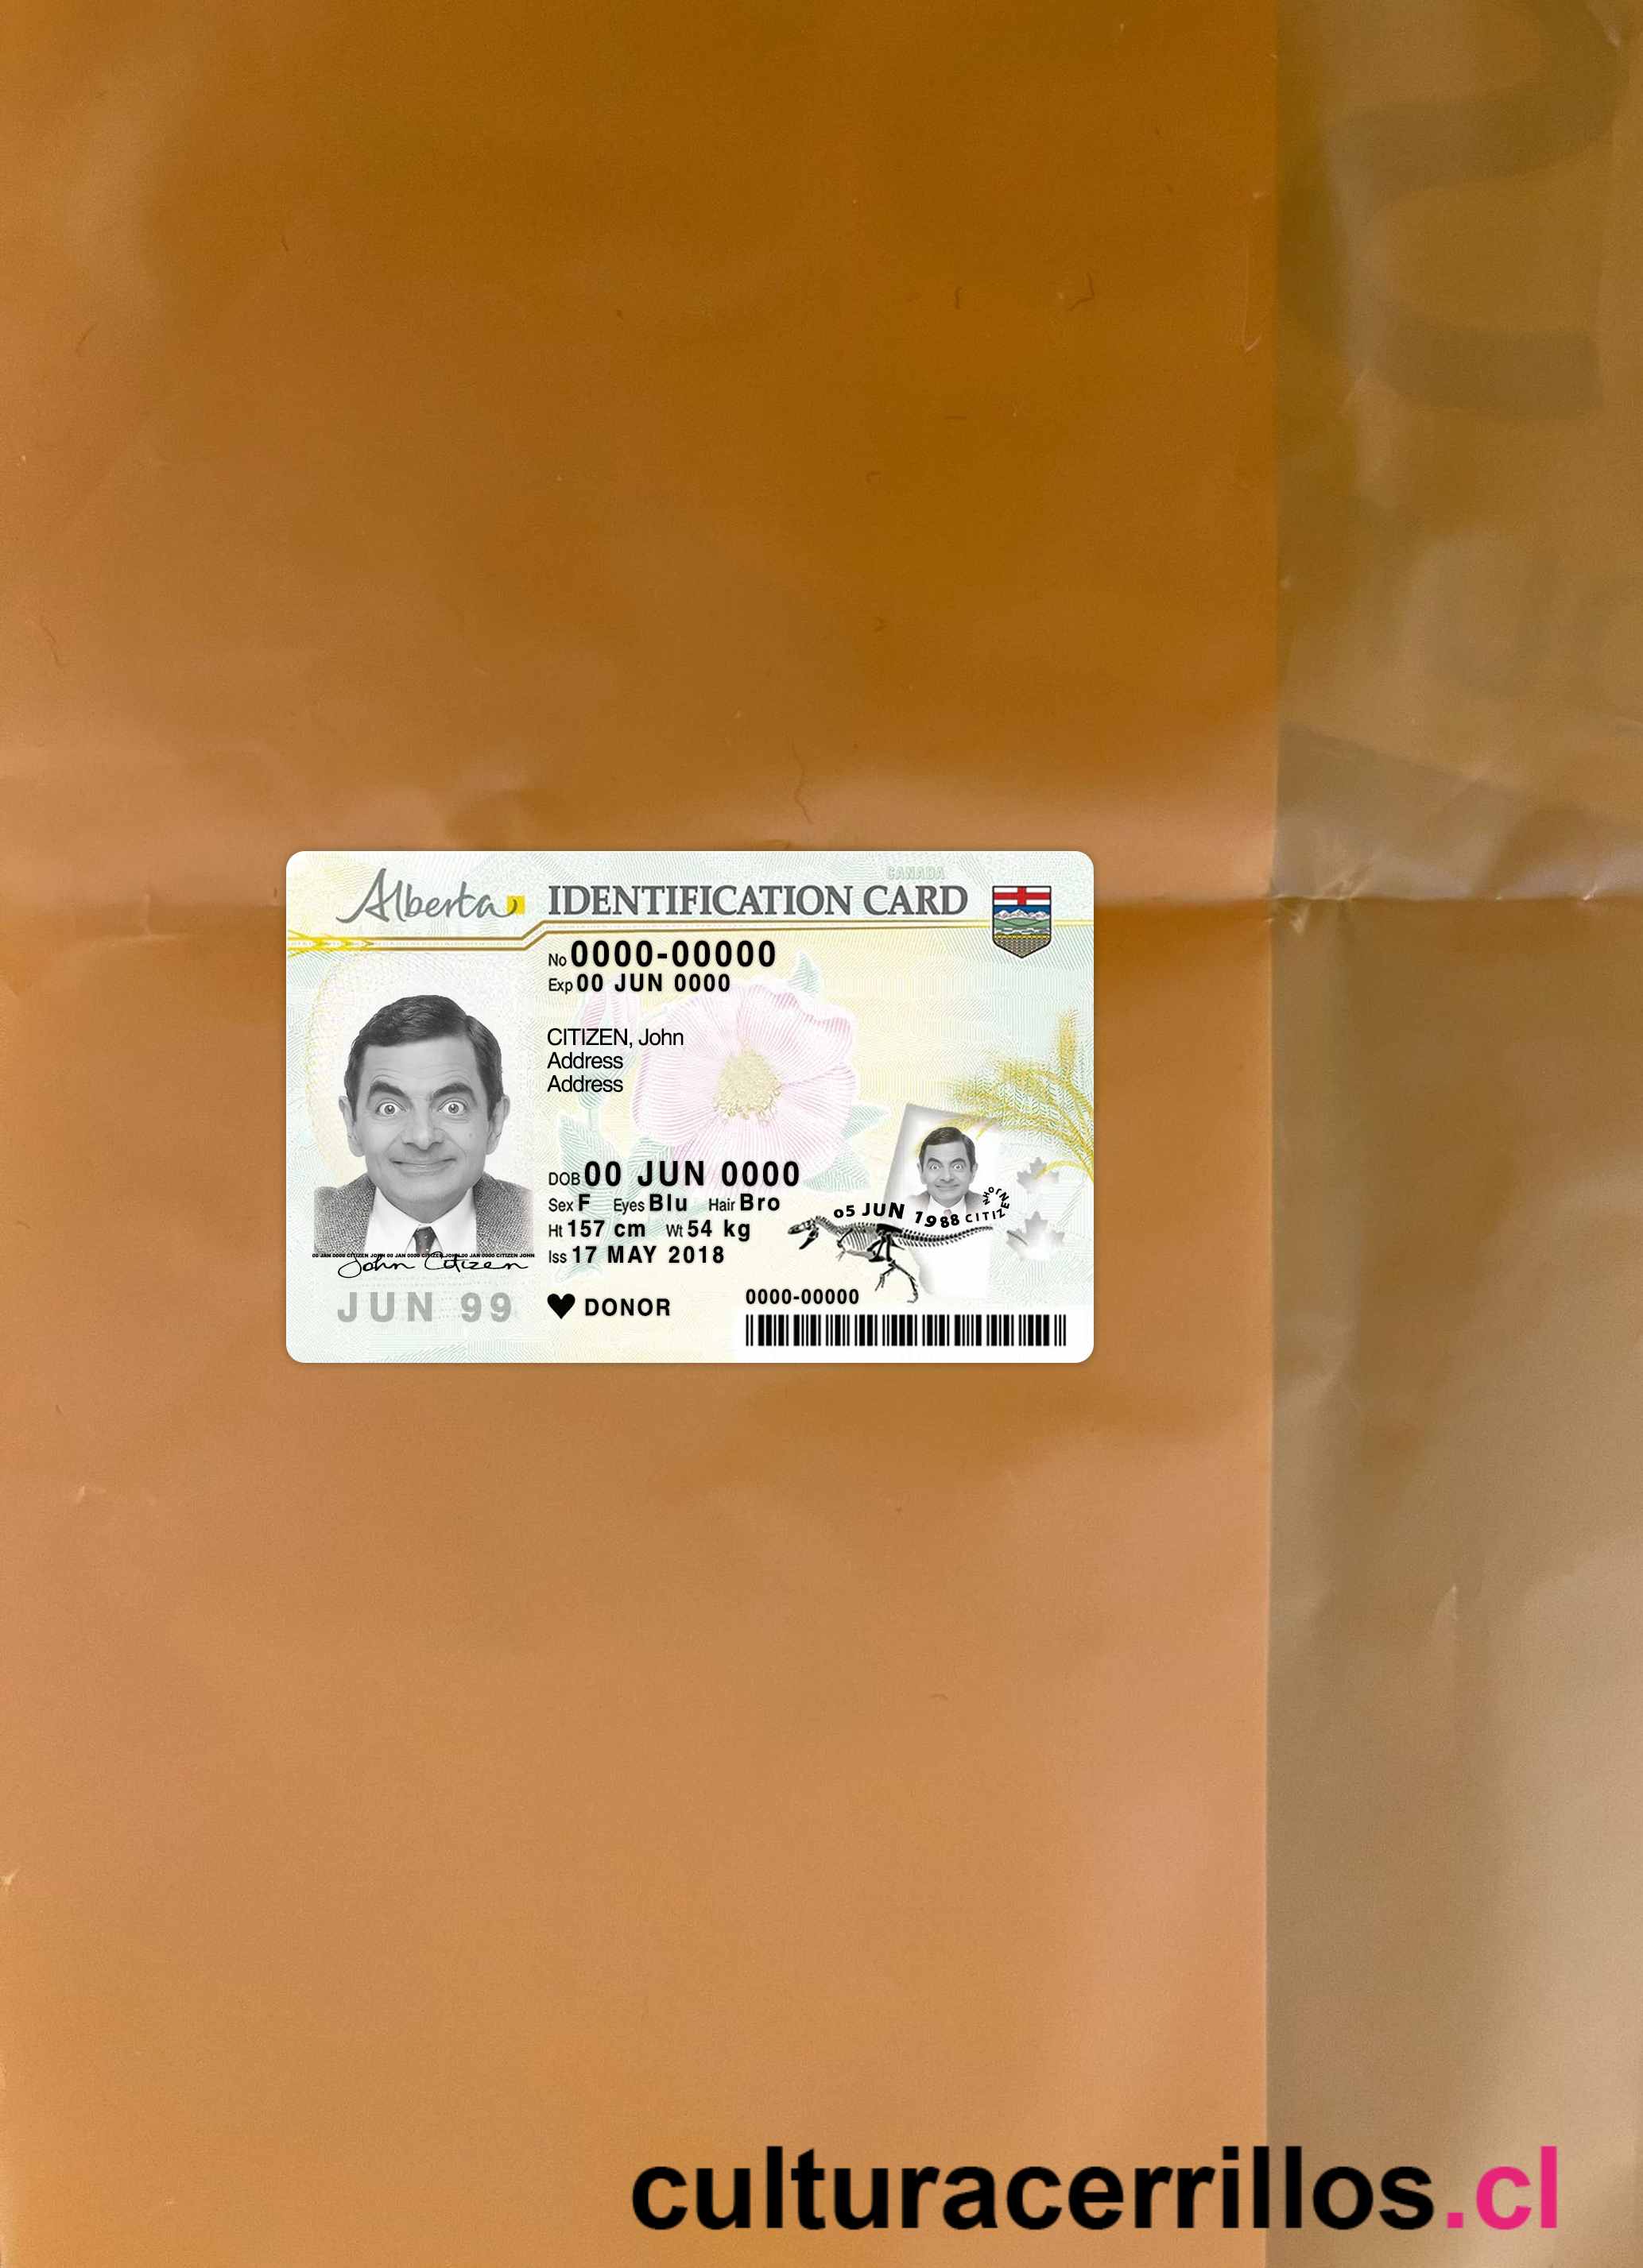 CANADA
Alberta IDENTIFICATION CARD
No 0000-00000
Exp 00 JUN 0000
CITIZEN, John
Address
Address
DOB 00 JUN 0000
Sex F Eyes Blu Hair Bro
Ht 157 cm Wt 54 kg
Iss 17 MAY 2018
05 JUN 1988 CITIZEN JOHN
00 JAN 0000 CITIZEN JOHN 00 JAN 0000 CITIZEN JOHN 00 JAN 0000 CITIZEN JOHN
John Citizen
JUN 99
DONOR
0000-00000
culturacerrillos.cl